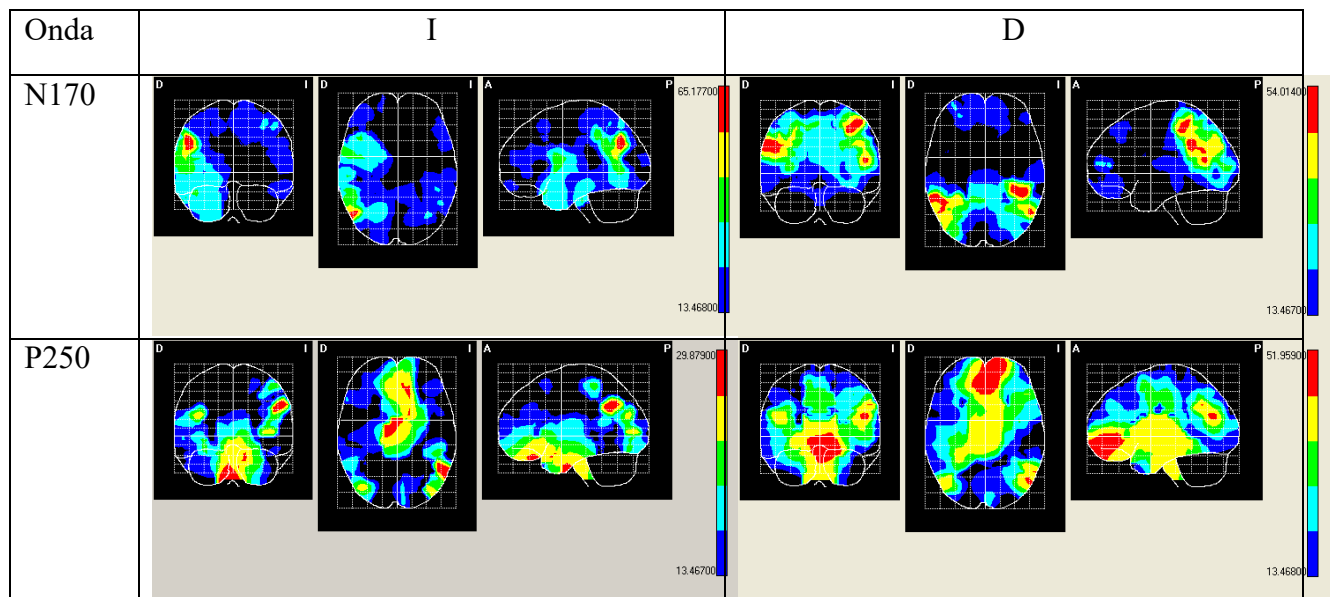 Onda I D
N170
D I D I A P 65.17700
13.46800
D I D I A P 54.01400
13.46700
P250
D I D I A P 29.87900
13.46700
D I D I A P 51.95900
13.46800